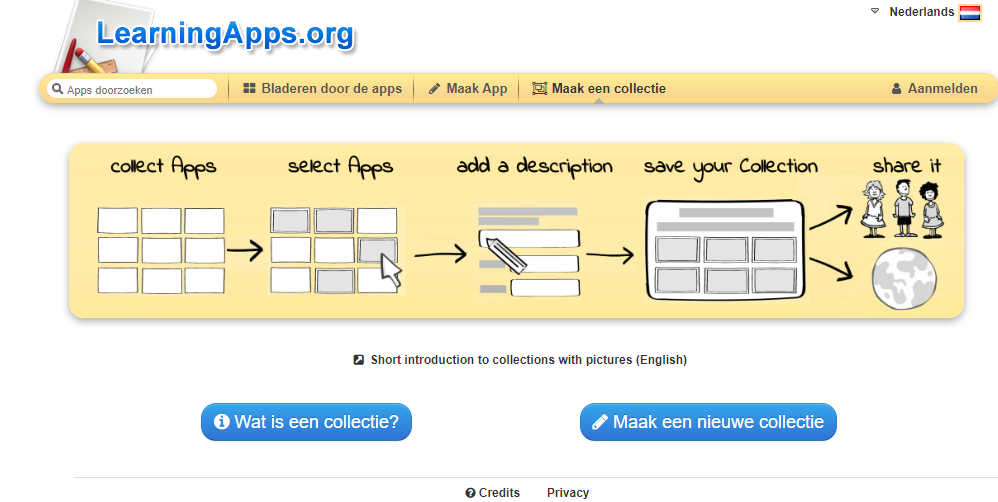 Nederlands
LearningApps.org
Apps doorzoeken
Bladeren door de apps
Maak App
Maak een collectie
Aanmelden
collect Apps
select Apps
add a description
save your Collection
share it
Short introduction to collections with pictures (English)
Wat is een collectie?
Maak een nieuwe collectie
Credits
Privacy